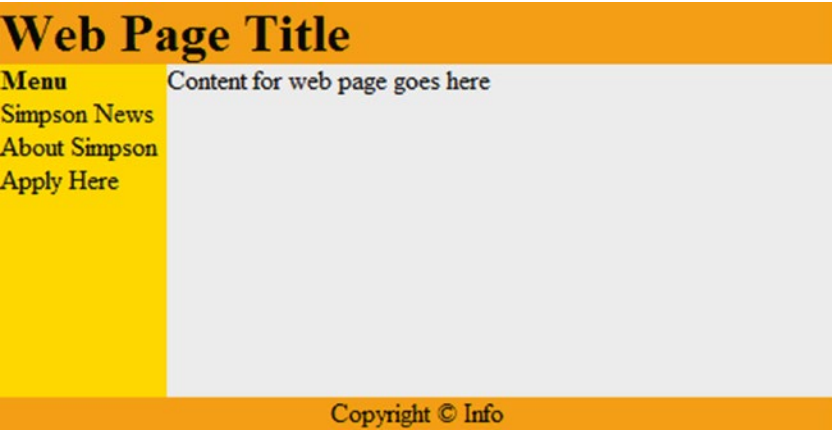 Web Page Title
Menu
Simpson News
About Simpson
Apply Here
Content for web page goes here
Copyright © Info